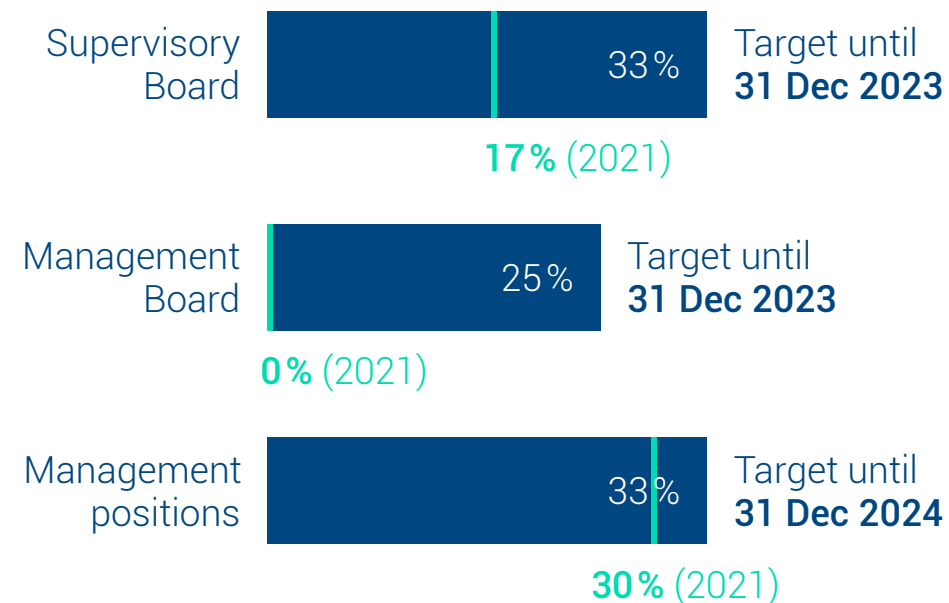 Supervisory
Board
33 %
Target until
31 Dec 2023
17 % (2021)
Management
Board
25 %
Target until
31 Dec 2023
0 % (2021)
Management
positions
33 %
Target until
31 Dec 2024
30 % (2021)